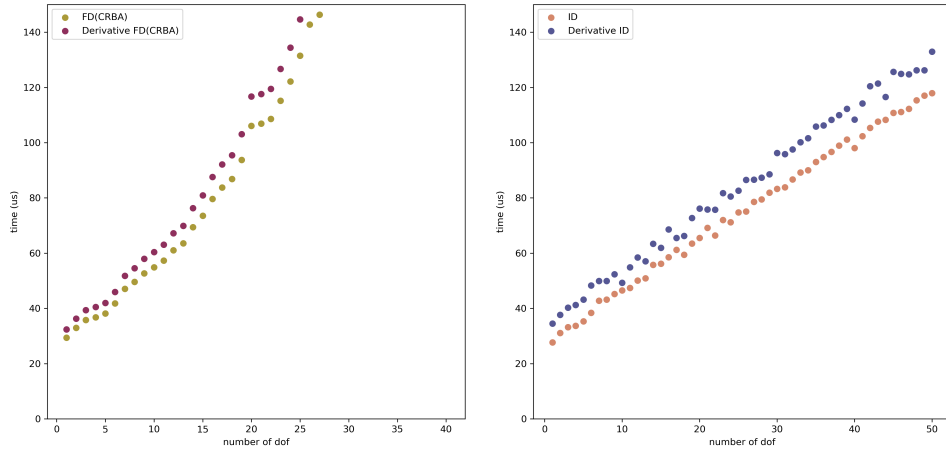 FD(CRBA)
Derivative FD(CRBA)
140
120
100
80
60
40
20
0
time (us)
0 5 10 15 20 25 30 35 40
number of dof
ID
Derivative ID
140
120
100
80
60
40
20
0
time (us)
0 10 20 30 40 50
number of dof